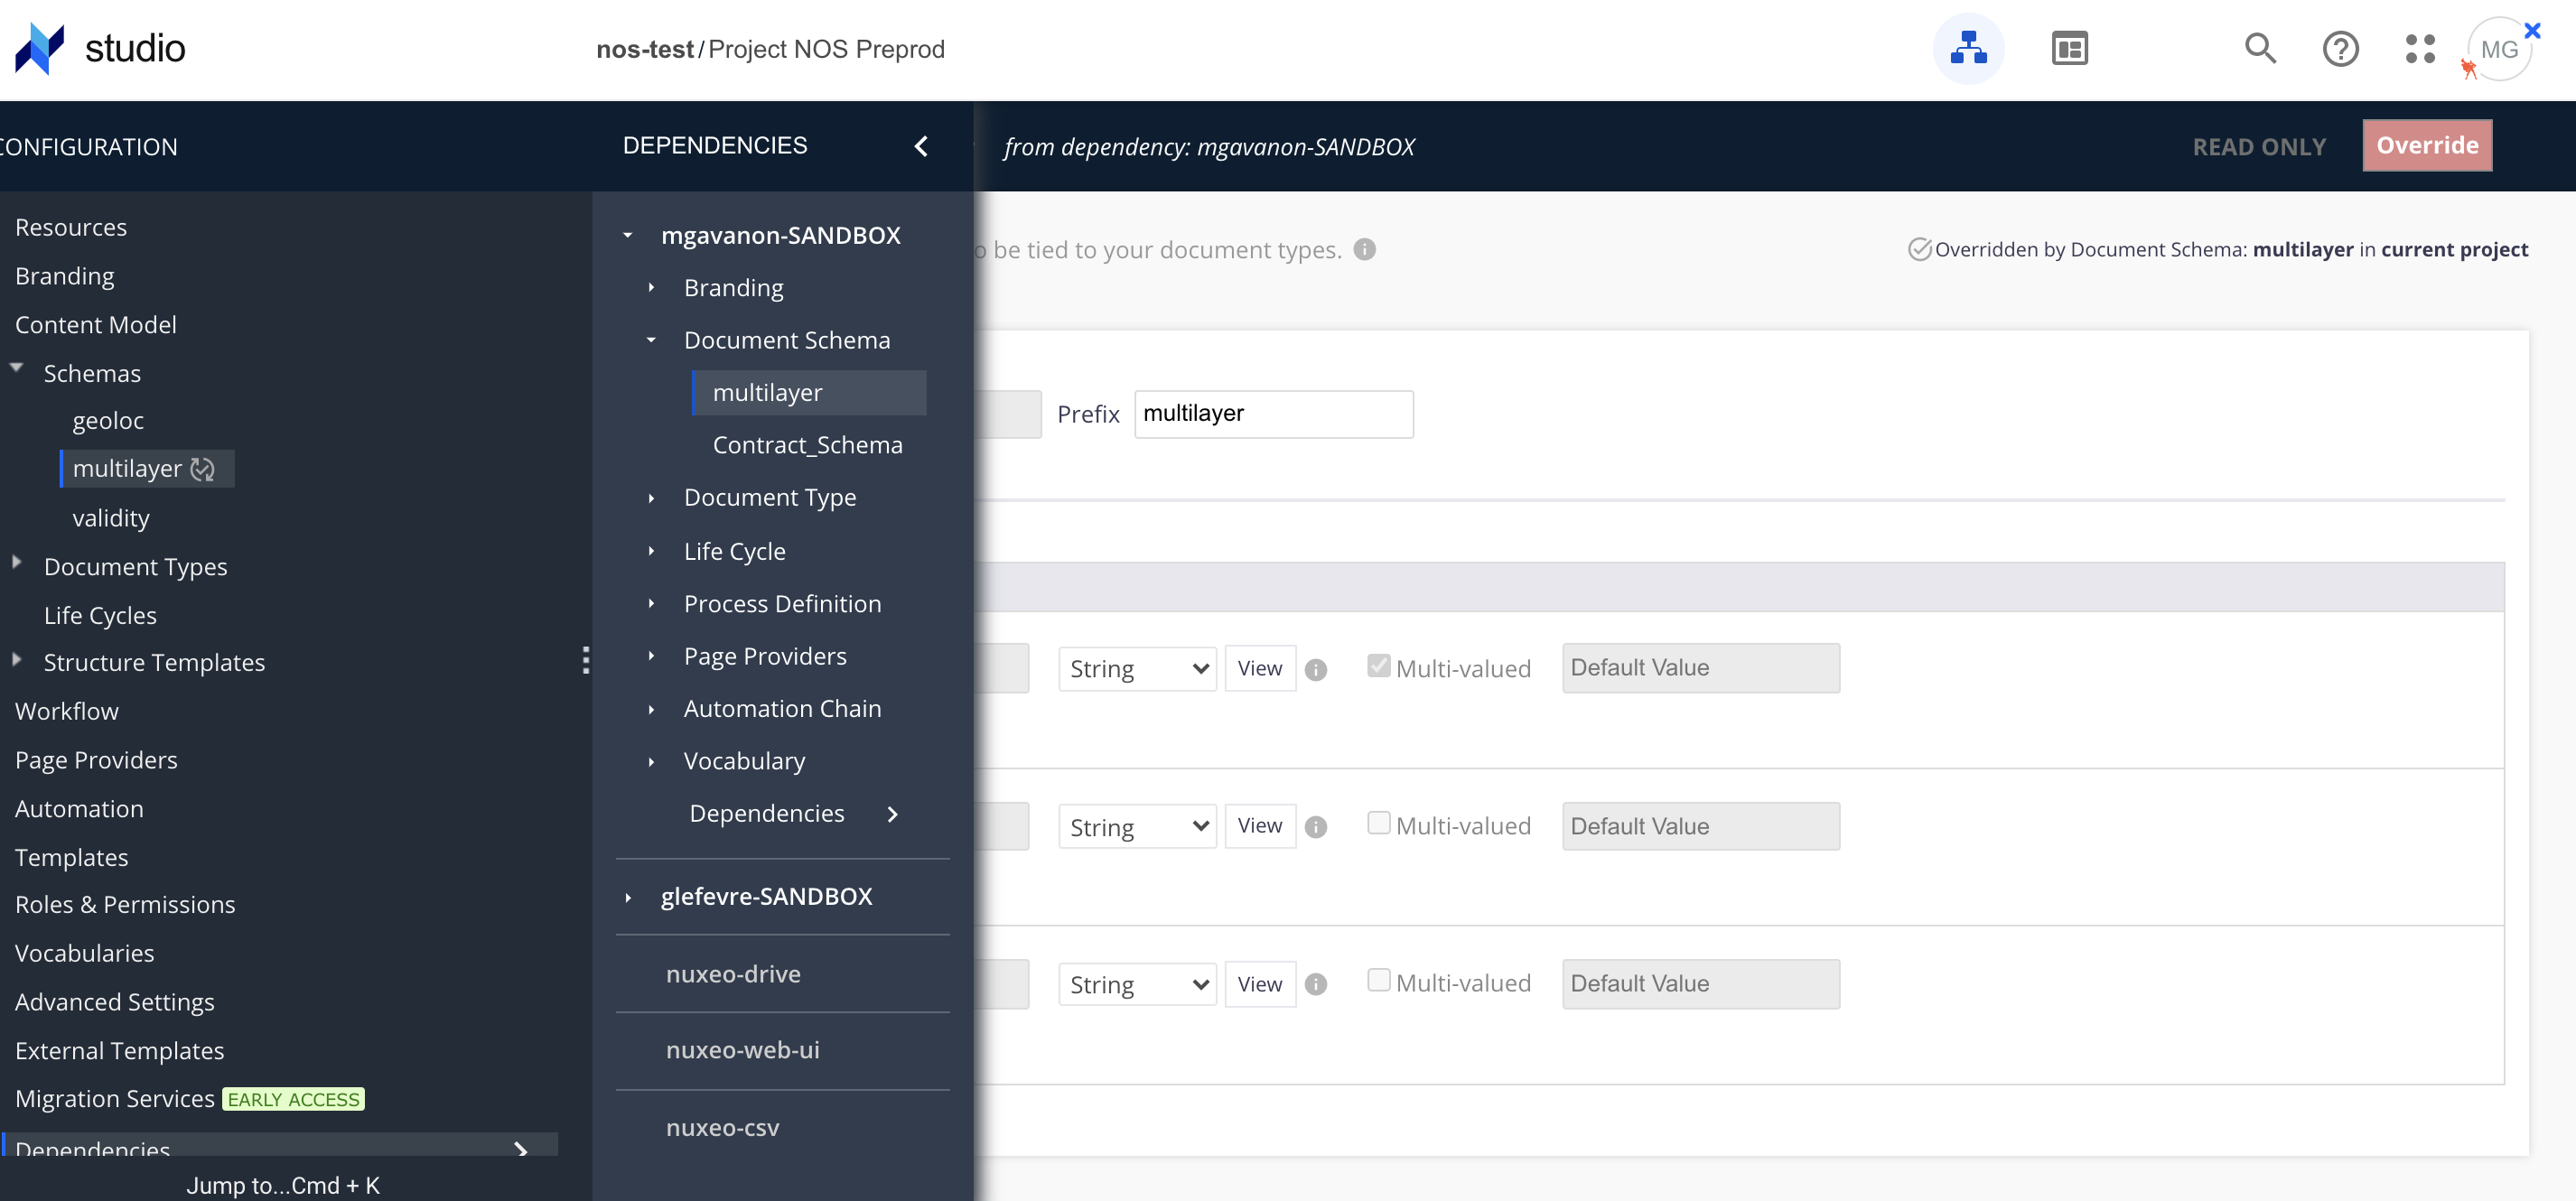 studio
nos-test/Project NOS Preprod
MG
CONFIGURATION
Resources
Branding
Content Model
Schemas
geoloc
multilayer
validity
Document Types
Life Cycles
Structure Templates
Workflow
Page Providers
Automation
Templates
Roles & Permissions
Vocabularies
Advanced Settings
External Templates
Migration Services EARLY ACCESS
Dependencies
Jump to...Cmd + K
DEPENDENCIES
mgavanon-SANDBOX
Branding
Document Schema
multilayer
Contract_Schema
Document Type
Life Cycle
Process Definition
Page Providers
Automation Chain
Vocabulary
Dependencies
glefevre-SANDBOX
nuxeo-drive
nuxeo-web-ui
nuxeo-csv
from dependency: mgavanon-SANDBOX
READ ONLY
Override
o be tied to your document types.
Overridden by Document Schema: multilayer in current project
Prefix multilayer
String View Multi-valued Default Value
String View Multi-valued Default Value
String View Multi-valued Default Value